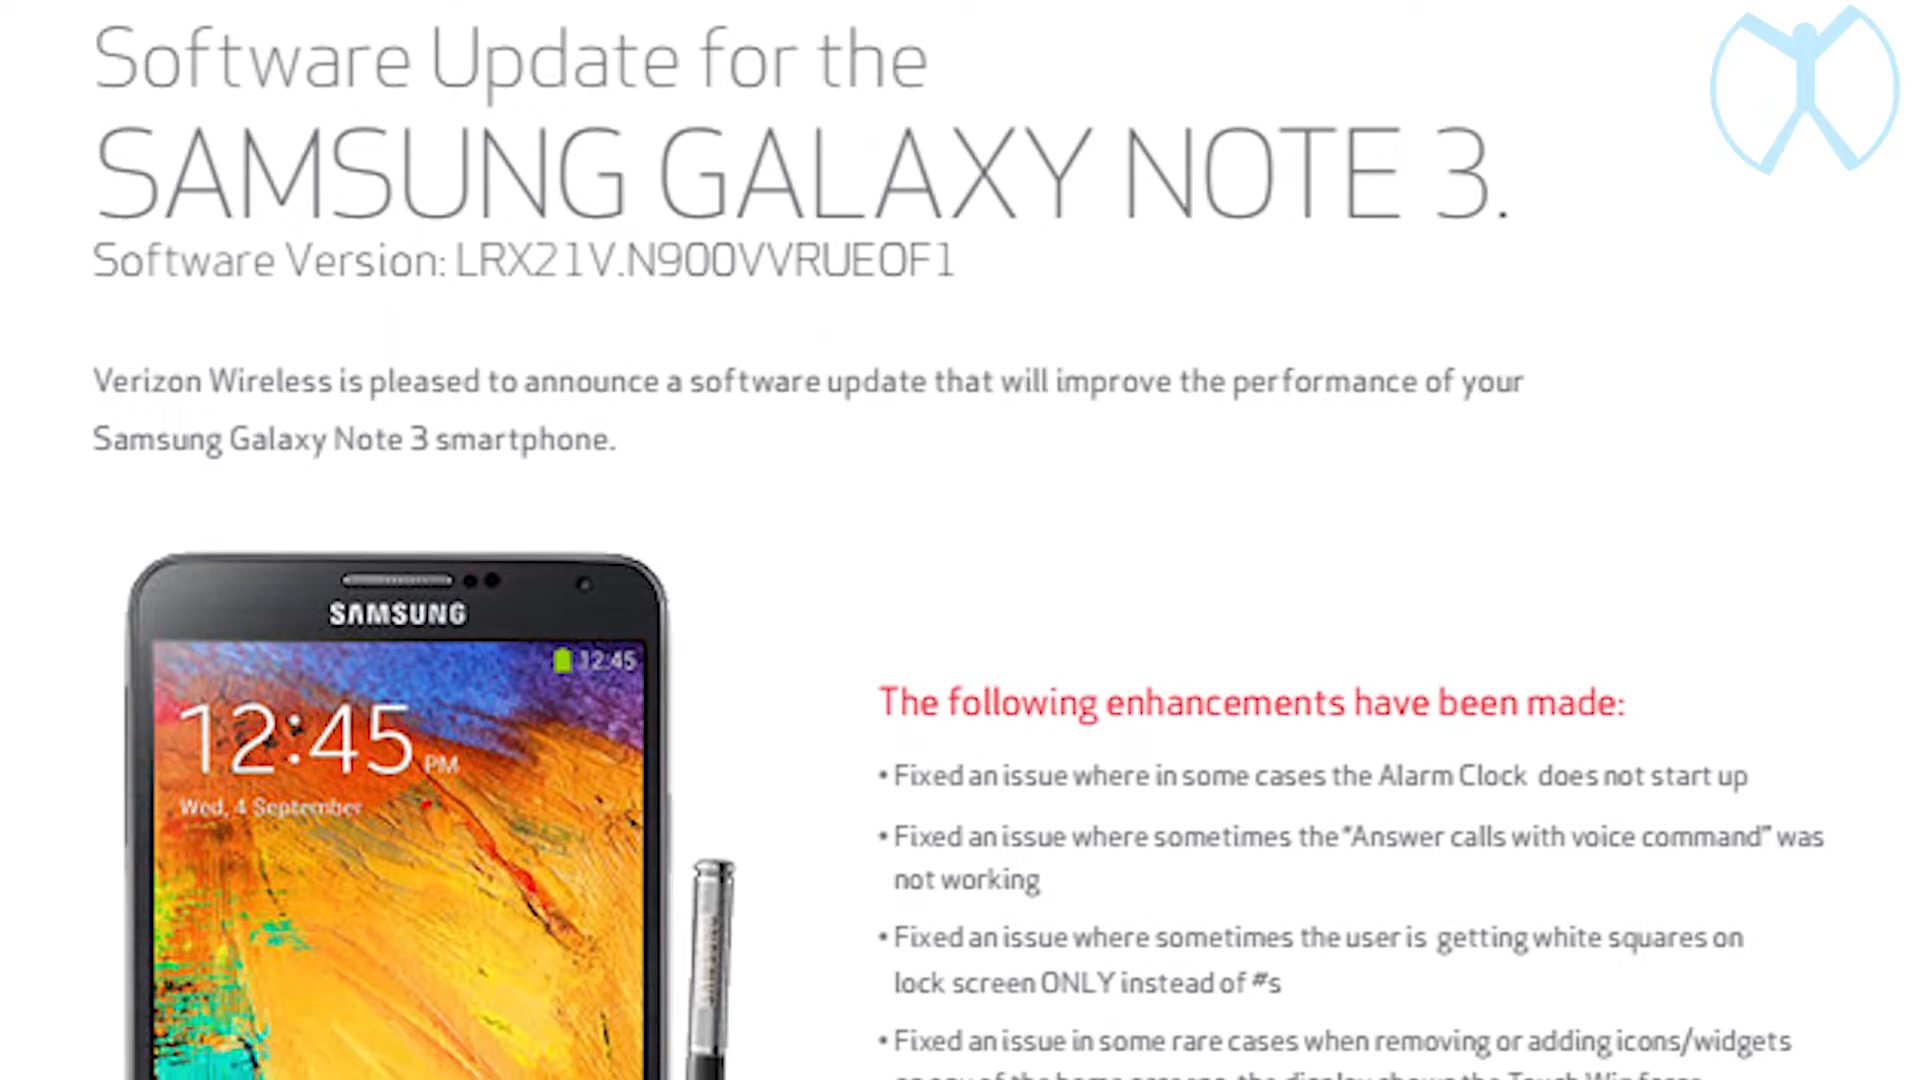 Software Update for the
SAMSUNG GALAXY NOTE 3.
Software Version: LRX21V.N900VVRUEOF1
Verizon Wireless is pleased to announce a software update that will improve the performance of your
Samsung Galaxy Note 3 smartphone.
SAMSUNG
12:45
12:45 PM
Wed, 4 September
SAMSUNG
The following enhancements have been made:
• Fixed an issue where in some cases the Alarm Clock does not start up
• Fixed an issue where sometimes the "Answer calls with voice command" was
not working
• Fixed an issue where sometimes the user is getting white squares on
lock screen ONLY instead of #s
• Fixed an issue in some rare cases when removing or adding icons/widgets